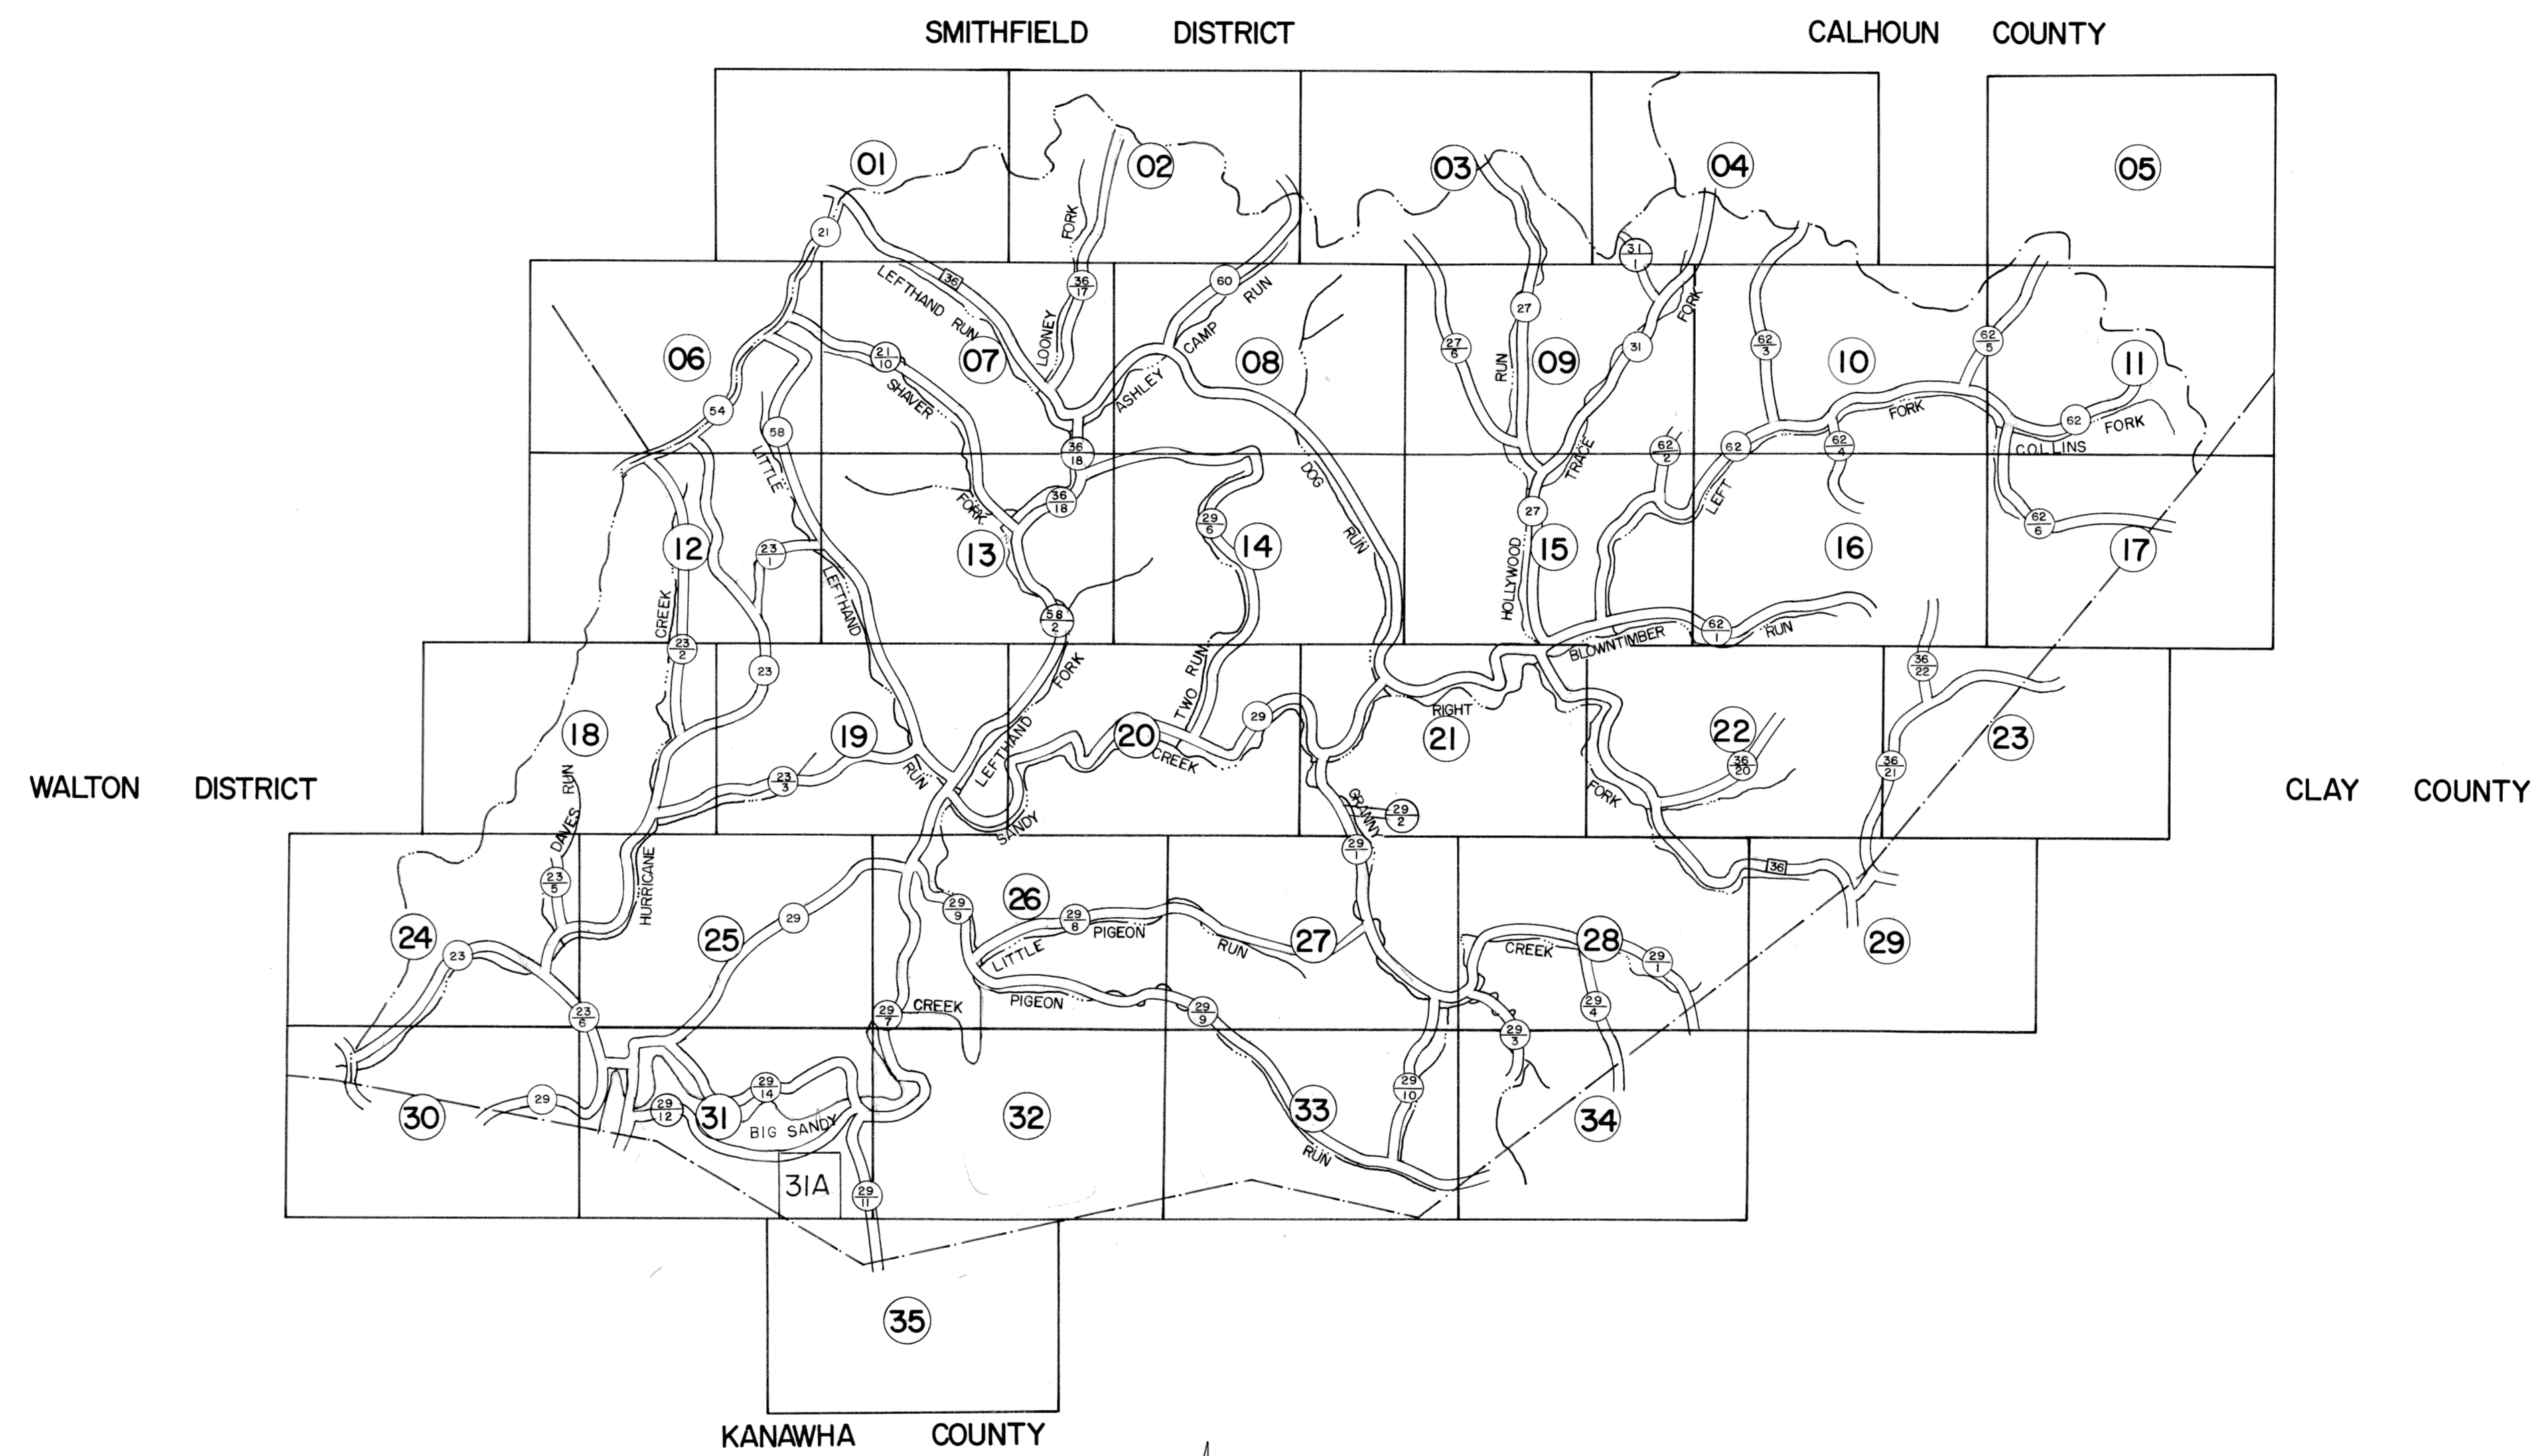 SMITHFIELD DISTRICT CALHOUN COUNTY
01 02 03 04 05
21
36
LEFTHAND RUN
LOONEY FORK
36/17
60
CAMP RUN
ASHLEY
27
31/1
31
TRACE FORK
27/6
RUN
62/3
62/5
06 07 08 09 10 11
21/10
SHAVER FORK
54
58
LITTLE
36/18
36/18
DOG RUN
62/2
62
62/4
LEFT FORK
62
COLLINS FORK
12 13 14 15 16 17
23/1
LEFTHAND RUN
29/6
27
HOLLYWOOD
62/6
58/2
CREEK
23/2
23
LEFTHAND FORK
TWO RUN
BLOWNTIMBER RUN
62/1
36/22
18 19 20 21 22 23
29
CREEK
RIGHT FORK
36/20
36/21
WALTON DISTRICT
DAVES RUN
23/3
SANDY
GRANNY
29/2
CLAY COUNTY
HURRICANE
29/1
36
23/5
24 25 26 27 28 29
23
29
29/9
29/8
LITTLE PIGEON RUN
CREEK
29/1
23/6
29/7
CREEK
PIGEON RUN
29/9
29/4
29/3
29/10
30 31 32 33 34
29
29/12
29/14
BIG SANDY
31A
29/11
35
KANAWHA COUNTY